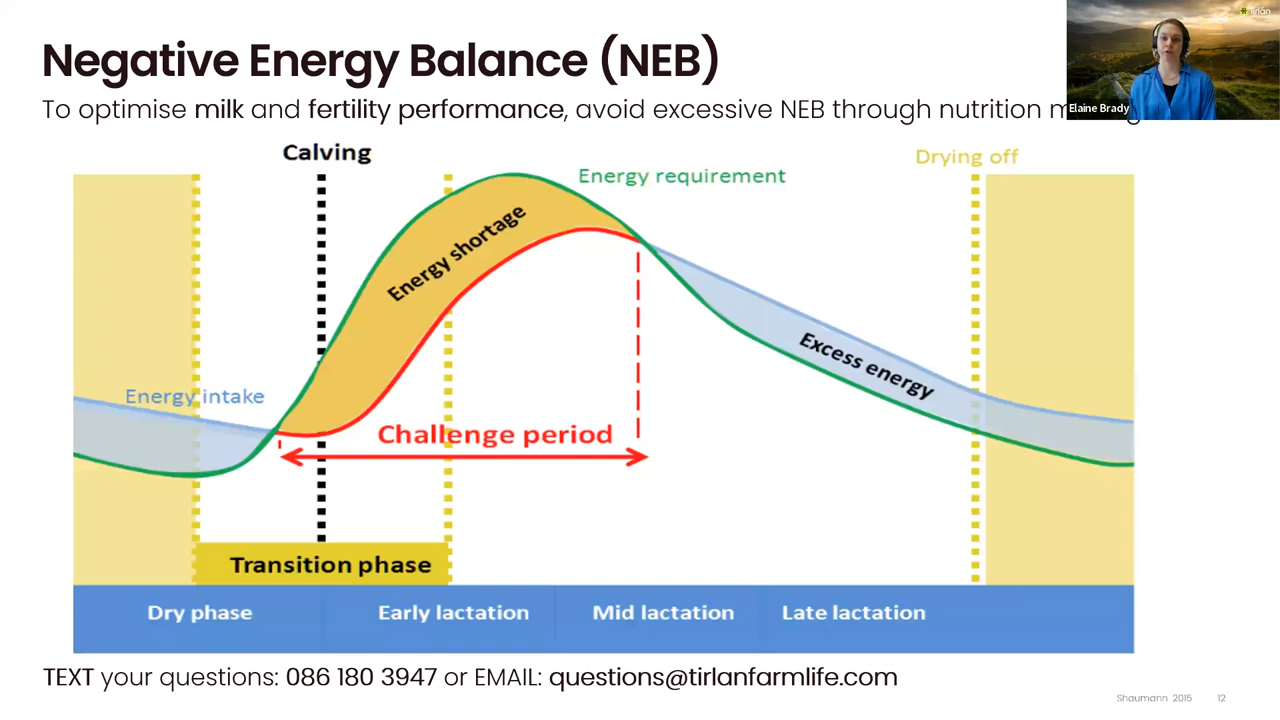 Negative Energy Balance (NEB)
Tirlán
To optimise milk and fertility performance, avoid excessive NEB through nutrition
Elaine Brady
Calving
Drying off
Energy requirement
Energy shortage
Excess energy
Energy intake
Challenge period
Transition phase
Dry phase
Early lactation
Mid lactation
Late lactation
TEXT your questions: 086 180 3947 or EMAIL: questions@tirlanfarmlife.com
Shaumann 2015
12